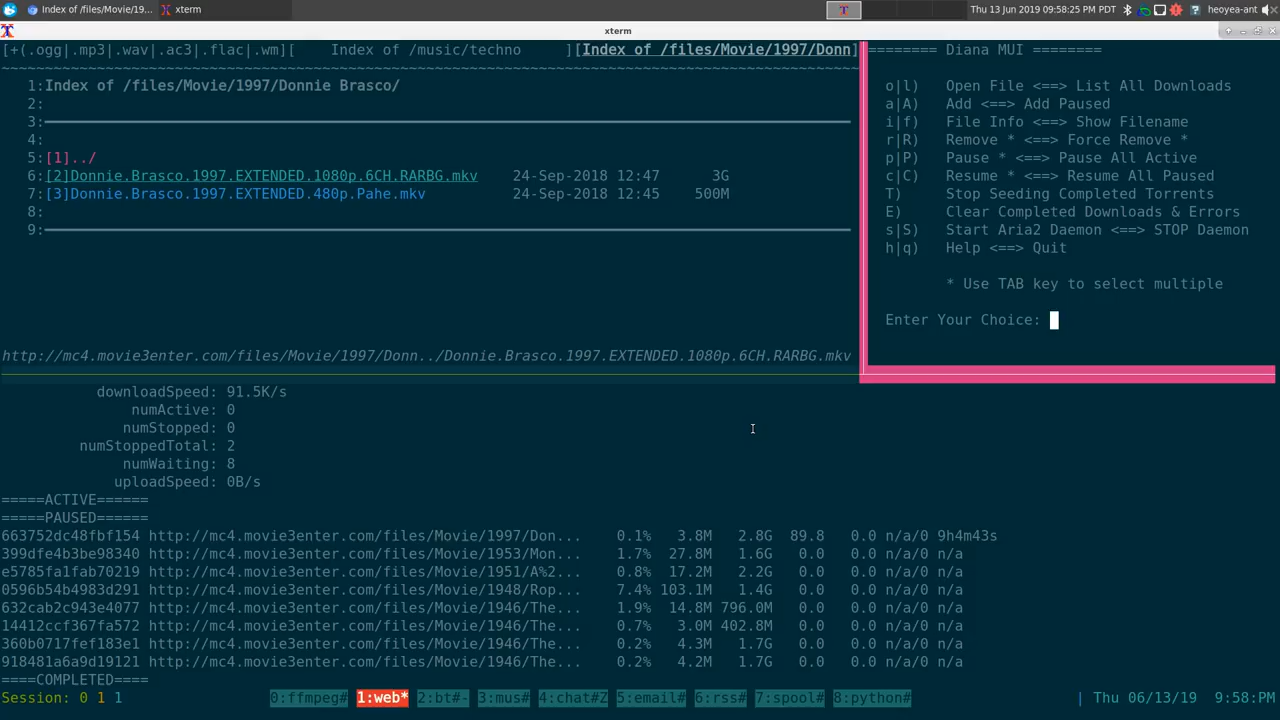 Index of /files/Movie/19... xterm Thu 13 Jun 2019 09:58:25 PM PDT heoyea-ant
xterm
[+(.ogg|.mp3|.wav|.ac3|.flac|.wm][ Index of /music/techno ][Index of /files/Movie/1997/Donn]
~~~~~~~~~~~~~~~~~~~~~~~~~~~~~~~~~~~~~~~~~~~~~~~~~~~~~~~~~~~~~~~~~~~~~~~~~~~~~~~~~~~~~~~~~~~~~~~~~~~
1:Index of /files/Movie/1997/Donnie Brasco/
2:
3:
4:
5:[1]../
6:[2]Donnie.Brasco.1997.EXTENDED.1080p.6CH.RARBG.mkv 24-Sep-2018 12:47 3G
7:[3]Donnie.Brasco.1997.EXTENDED.480p.Pahe.mkv 24-Sep-2018 12:45 500M
8:
9:
http://mc4.movie3enter.com/files/Movie/1997/Donn../Donnie.Brasco.1997.EXTENDED.1080p.6CH.RARBG.mkv
======== Diana MUI ========
o|l) Open File <==> List All Downloads
a|A) Add <==> Add Paused
i|f) File Info <==> Show Filename
r|R) Remove * <==> Force Remove *
p|P) Pause * <==> Pause All Active
c|C) Resume * <==> Resume All Paused
T) Stop Seeding Completed Torrents
E) Clear Completed Downloads & Errors
s|S) Start Aria2 Daemon <==> STOP Daemon
h|q) Help <==> Quit
* Use TAB key to select multiple
Enter Your Choice:
downloadSpeed: 91.5K/s
numActive: 0
numStopped: 0
numStoppedTotal: 2
numWaiting: 8
uploadSpeed: 0B/s
=====ACTIVE======
=====PAUSED======
663752dc48fbf154 http://mc4.movie3enter.com/files/Movie/1997/Don... 0.1% 3.8M 2.8G 89.8 0.0 n/a/0 9h4m43s
399dfe4b3be98340 http://mc4.movie3enter.com/files/Movie/1953/Mon... 1.7% 27.8M 1.6G 0.0 0.0 n/a/0 n/a
e5785fa1fab70219 http://mc4.movie3enter.com/files/Movie/1951/A%2... 0.8% 17.2M 2.2G 0.0 0.0 n/a/0 n/a
0596b54b4983d291 http://mc4.movie3enter.com/files/Movie/1948/Rop... 7.4% 103.1M 1.4G 0.0 0.0 n/a/0 n/a
632cab2c943e4077 http://mc4.movie3enter.com/files/Movie/1946/The... 1.9% 14.8M 796.0M 0.0 0.0 n/a/0 n/a
14412ccf367fa572 http://mc4.movie3enter.com/files/Movie/1946/The... 0.7% 3.0M 402.8M 0.0 0.0 n/a/0 n/a
360b0717fef183e1 http://mc4.movie3enter.com/files/Movie/1946/The... 0.2% 4.3M 1.7G 0.0 0.0 n/a/0 n/a
918481a6a9d19121 http://mc4.movie3enter.com/files/Movie/1946/The... 0.2% 4.2M 1.7G 0.0 0.0 n/a/0 n/a
====COMPLETED====
Session: 0 1 1 0:ffmpeg# 1:web* 2:bt#- 3:mus# 4:chat#Z 5:email# 6:rss# 7:spool# 8:python# | Thu 06/13/19 9:58:PM